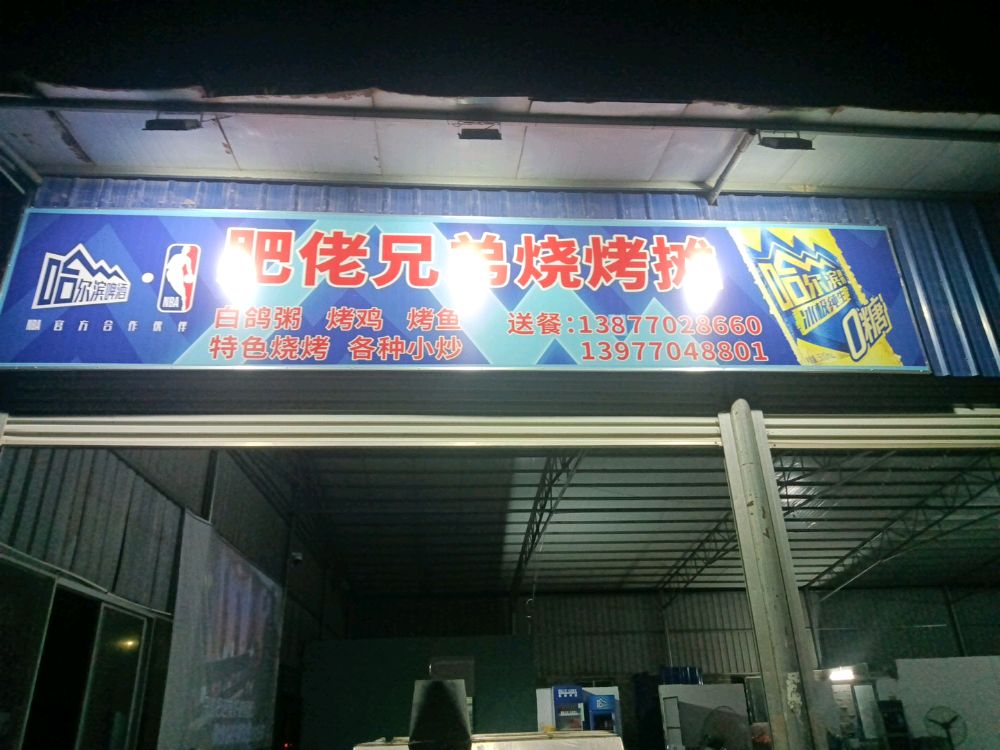 肥佬兄弟烧烤摊
哈尔滨啤酒
NBA
NBA官方合作伙伴
白鸽粥 烤鸡 烤鱼
特色烧烤 各种小炒
送餐:13877028660
13977048801
哈尔滨
冰极纯生
0糖